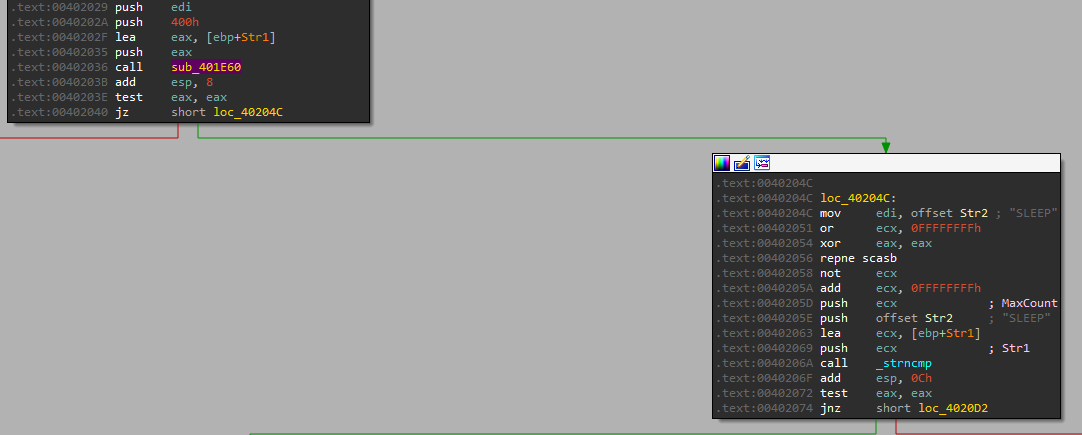 .text:00402029 push edi
.text:0040202A push 400h
.text:0040202F lea eax, [ebp+Str1]
.text:00402035 push eax
.text:00402036 call sub_401E60
.text:0040203B add esp, 8
.text:0040203E test eax, eax
.text:00402040 jz short loc_40204C
.text:0040204C
.text:0040204C loc_40204C:
.text:0040204C mov edi, offset Str2 ; "SLEEP"
.text:00402051 or ecx, 0FFFFFFFFh
.text:00402054 xor eax, eax
.text:00402056 repne scasb
.text:00402058 not ecx
.text:0040205A add ecx, 0FFFFFFFFh
.text:0040205D push ecx ; MaxCount
.text:0040205E push offset Str2 ; "SLEEP"
.text:00402063 lea ecx, [ebp+Str1]
.text:00402069 push ecx ; Str1
.text:0040206A call _strncmp
.text:0040206F add esp, 0Ch
.text:00402072 test eax, eax
.text:00402074 jnz short loc_4020D2